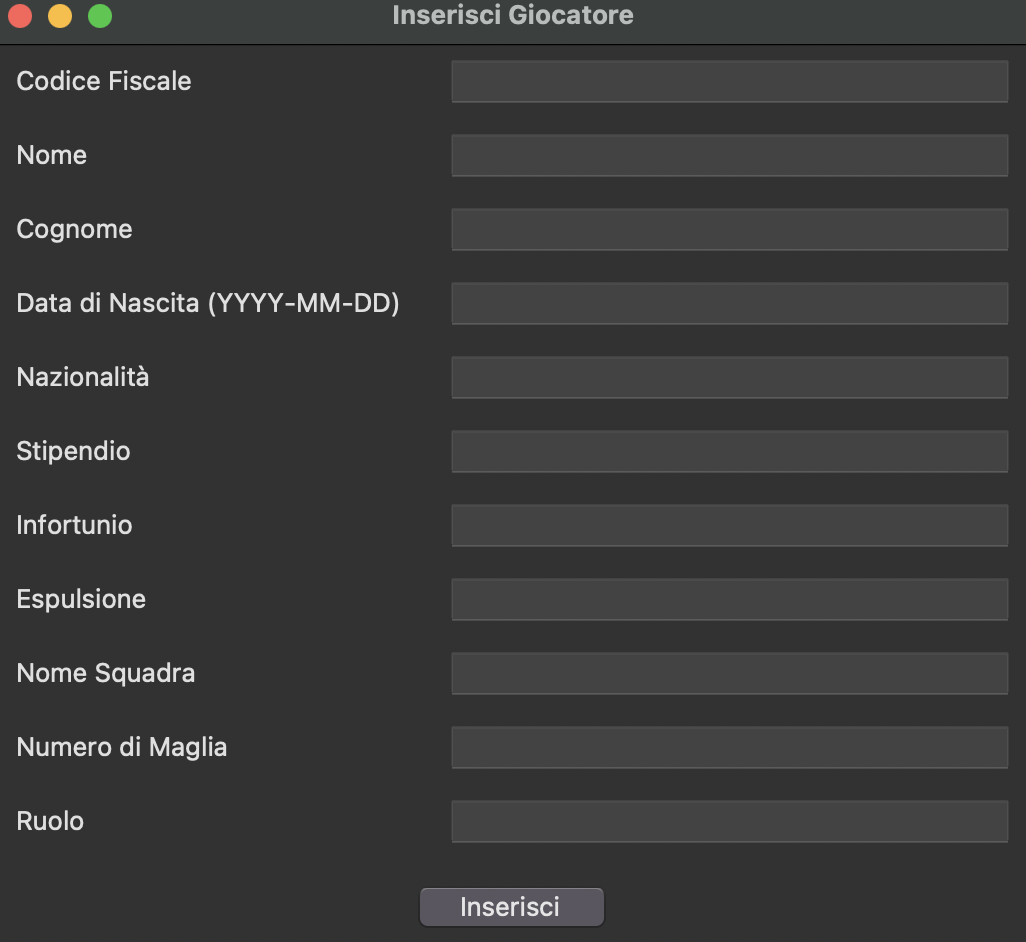 Inserisci Giocatore
Codice Fiscale
Nome
Cognome
Data di Nascita (YYYY-MM-DD)
Nazionalità
Stipendio
Infortunio
Espulsione
Nome Squadra
Numero di Maglia
Ruolo
Inserisci